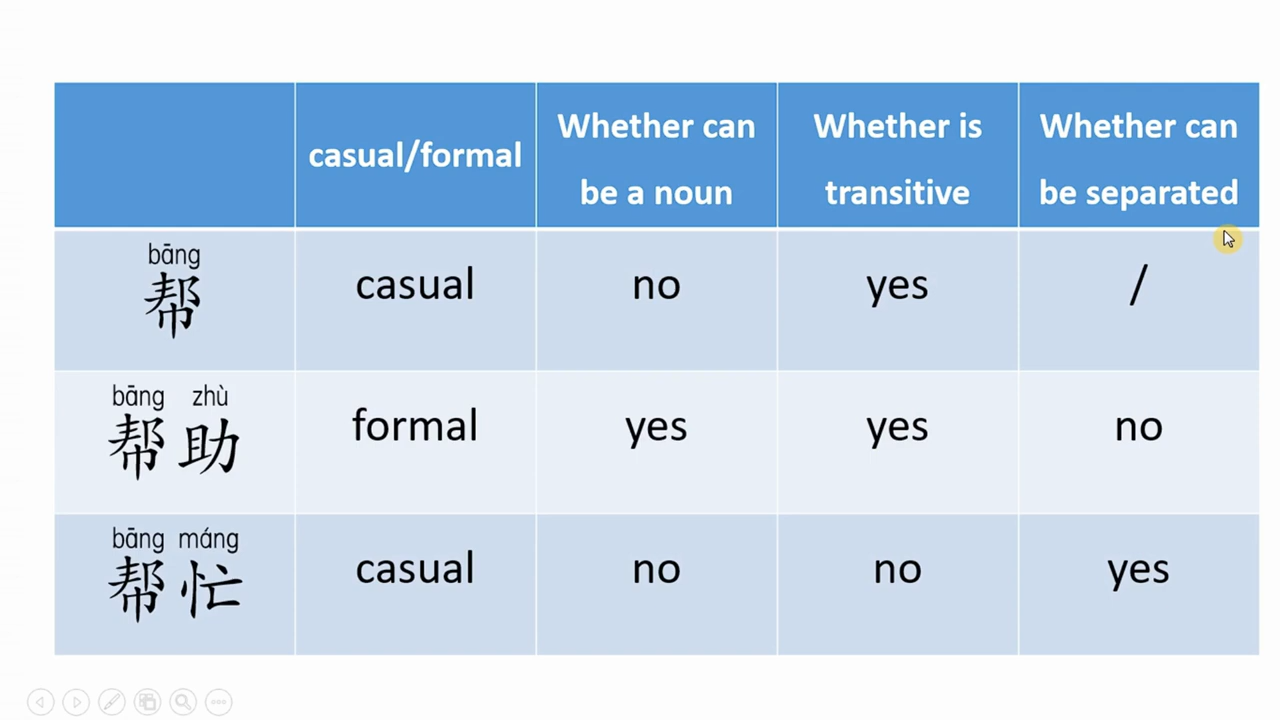 casual/formal
Whether can
be a noun
Whether is
transitive
Whether can
be separated
bāng
帮
casual
no
yes
/
bāng zhù
帮助
formal
yes
yes
no
bāng máng
帮忙
casual
no
no
yes